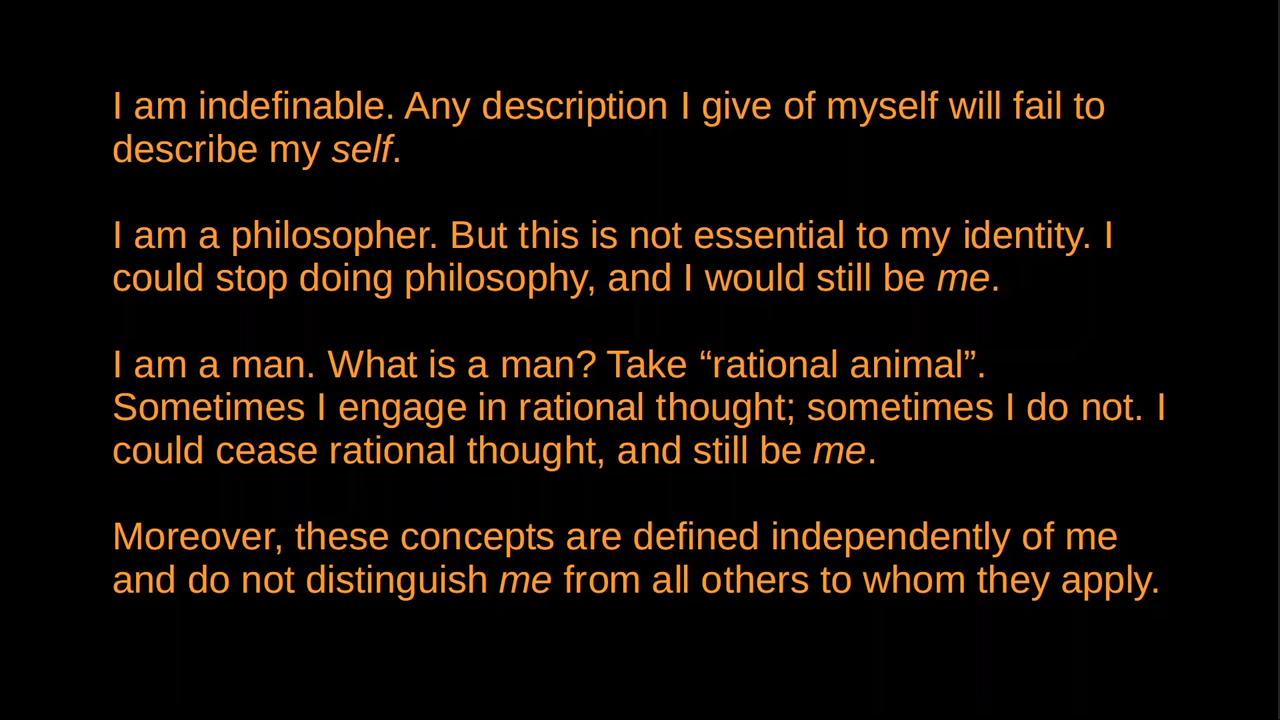 I am indefinable. Any description I give of myself will fail to
describe my self.
I am a philosopher. But this is not essential to my identity. I
could stop doing philosophy, and I would still be me.
I am a man. What is a man? Take “rational animal”.
Sometimes I engage in rational thought; sometimes I do not. I
could cease rational thought, and still be me.
Moreover, these concepts are defined independently of me
and do not distinguish me from all others to whom they apply.